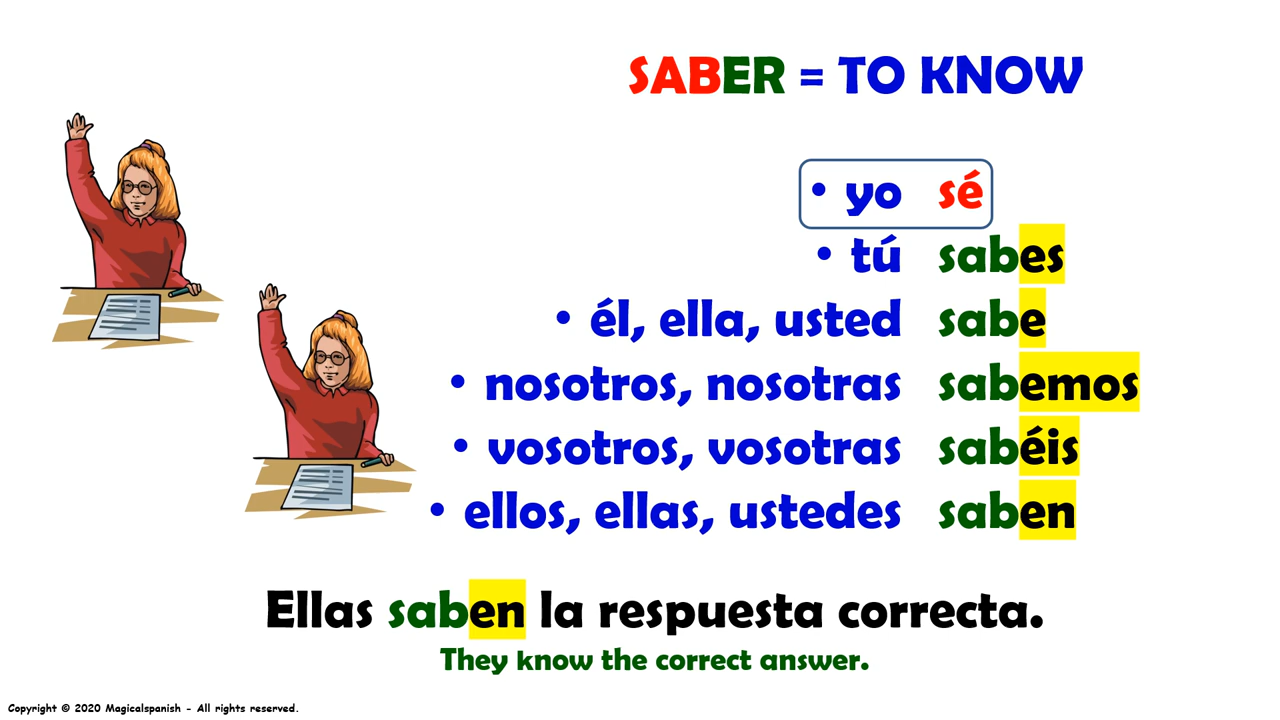 SABER = TO KNOW
• yo sé
• tú sabes
• él, ella, usted sabe
• nosotros, nosotras sabemos
• vosotros, vosotras sabéis
• ellos, ellas, ustedes saben
Ellas saben la respuesta correcta.
They know the correct answer.
Copyright © 2020 Magicalspanish - All rights reserved.